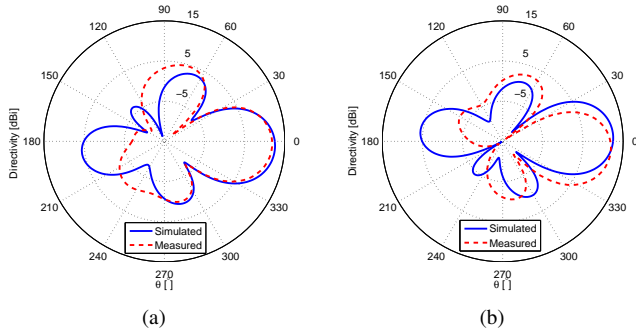 90 15
120 60
5
150 30
-5
180 0
210 330
240 300
270
Directivity [dBi]
θ [ ]
Simulated
Measured
(a)
90 15
120 60
5
150 30
-5
180 0
210 330
240 300
270
Directivity [dBi]
θ [ ]
Simulated
Measured
(b)